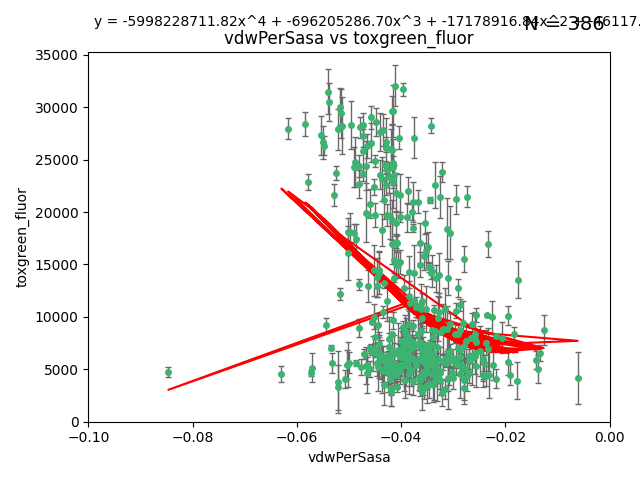 y = -5998228711.82x^4 + -696205286.70x^3 + -17178916.84x^2 + -46117.
N = 386
vdwPerSasa vs toxgreen_fluor
35000
30000
25000
20000
15000
10000
5000
0
toxgreen_fluor
−0.10 −0.08 −0.06 −0.04 −0.02 0.00
vdwPerSasa